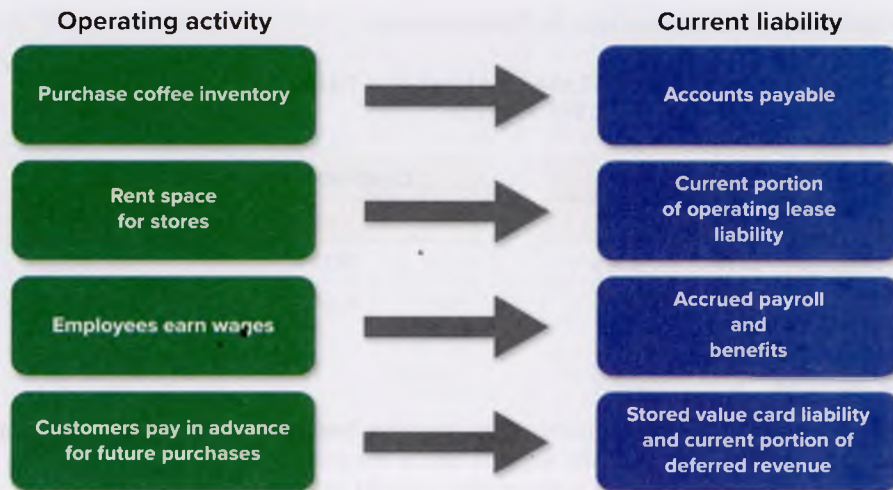 Operating activity
Current liability
Purchase coffee inventory
Accounts payable
Rent space
for stores
Current portion
of operating lease
liability
Employees earn wages
Accrued payroll
and
benefits
Customers pay in advance
for future purchases
Stored value card liability
and current portion of
deferred revenue